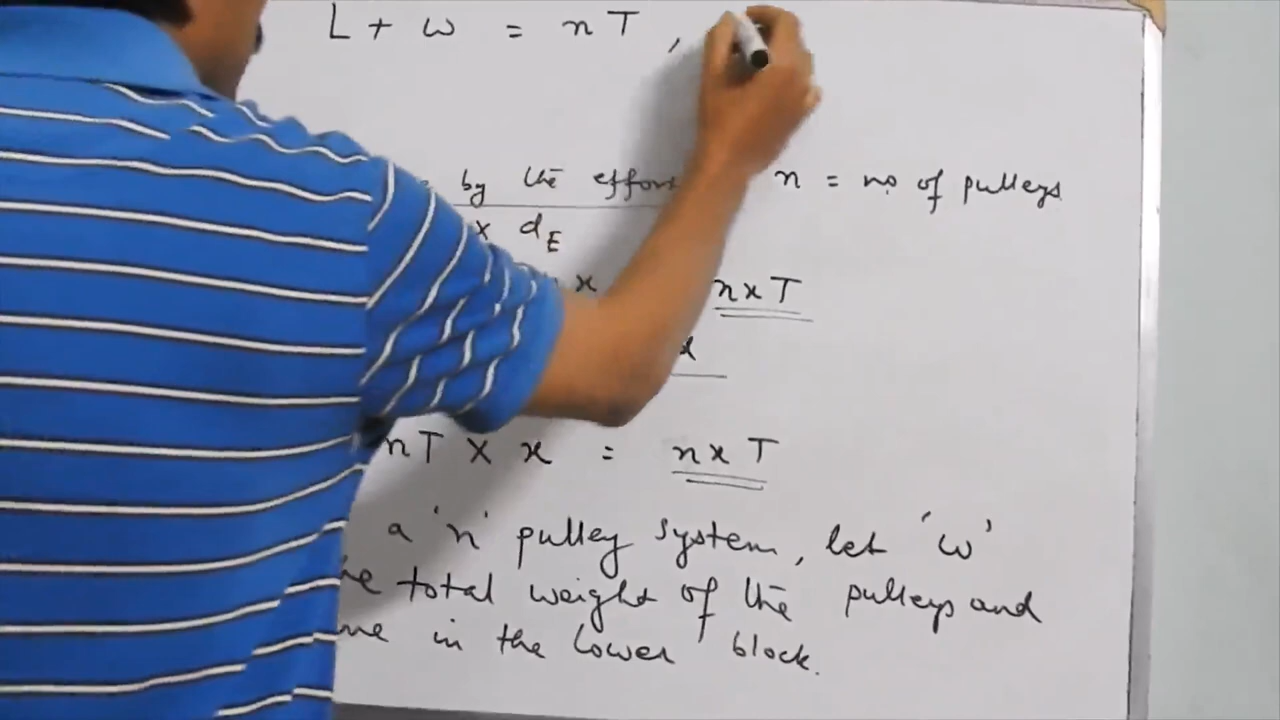 L + w = nT ,
by the effort n = no of pulleys
x dE
x n x T
x
nT X x = n x T
a 'n' pulley system, let 'w'
total weight of the pulleys and
in the lower block.